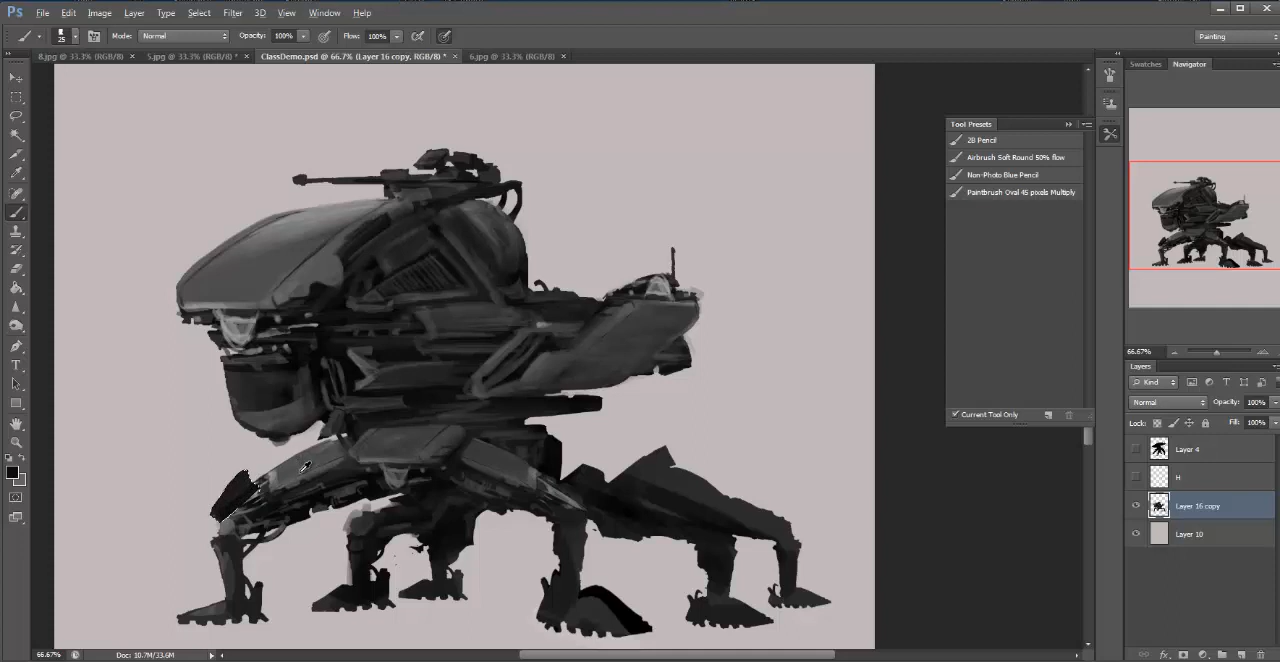 Ps File Edit Image Layer Type Select Filter 3D View Window Help
25 Mode: Normal Opacity: 100% Flow: 100% Painting
8.jpg @ 33.3% (RGB/8) × 5.jpg @ 33.3% (RGB/8) * × ClassDemo.psd @ 66.7% (Layer 16 copy, RGB/8) * × 6.jpg @ 33.3% (RGB/8) ×
Swatches Navigator
Tool Presets
2B Pencil
Airbrush Soft Round 50% flow
Non-Photo Blue Pencil
Paintbrush Oval 45 pixels Multiply
Current Tool Only
66.67%
Layers
Kind
Normal Opacity: 100%
Lock: Fill: 100%
Layer 4
H
Layer 16 copy
Layer 10
66.67% Doc: 10.7M/33.6M